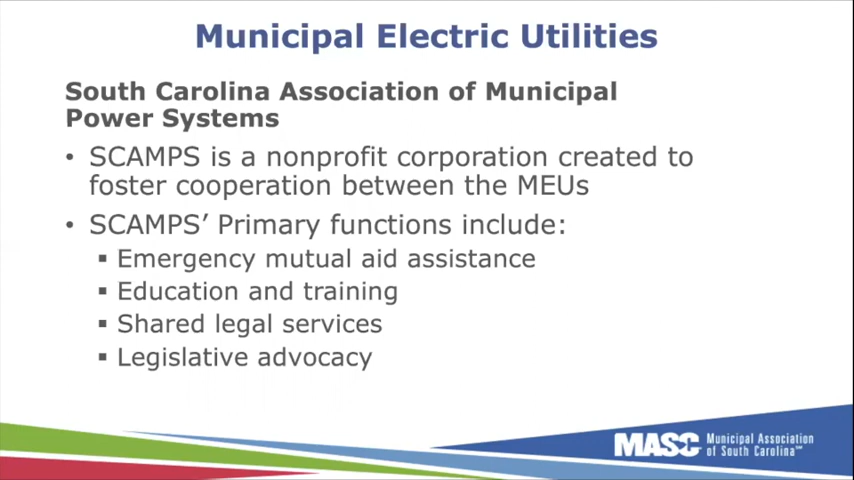 Municipal Electric Utilities
South Carolina Association of Municipal
Power Systems
• SCAMPS is a nonprofit corporation created to
foster cooperation between the MEUs
• SCAMPS’ Primary functions include:
▪ Emergency mutual aid assistance
▪ Education and training
▪ Shared legal services
▪ Legislative advocacy
MASC Municipal Association
of South Carolina